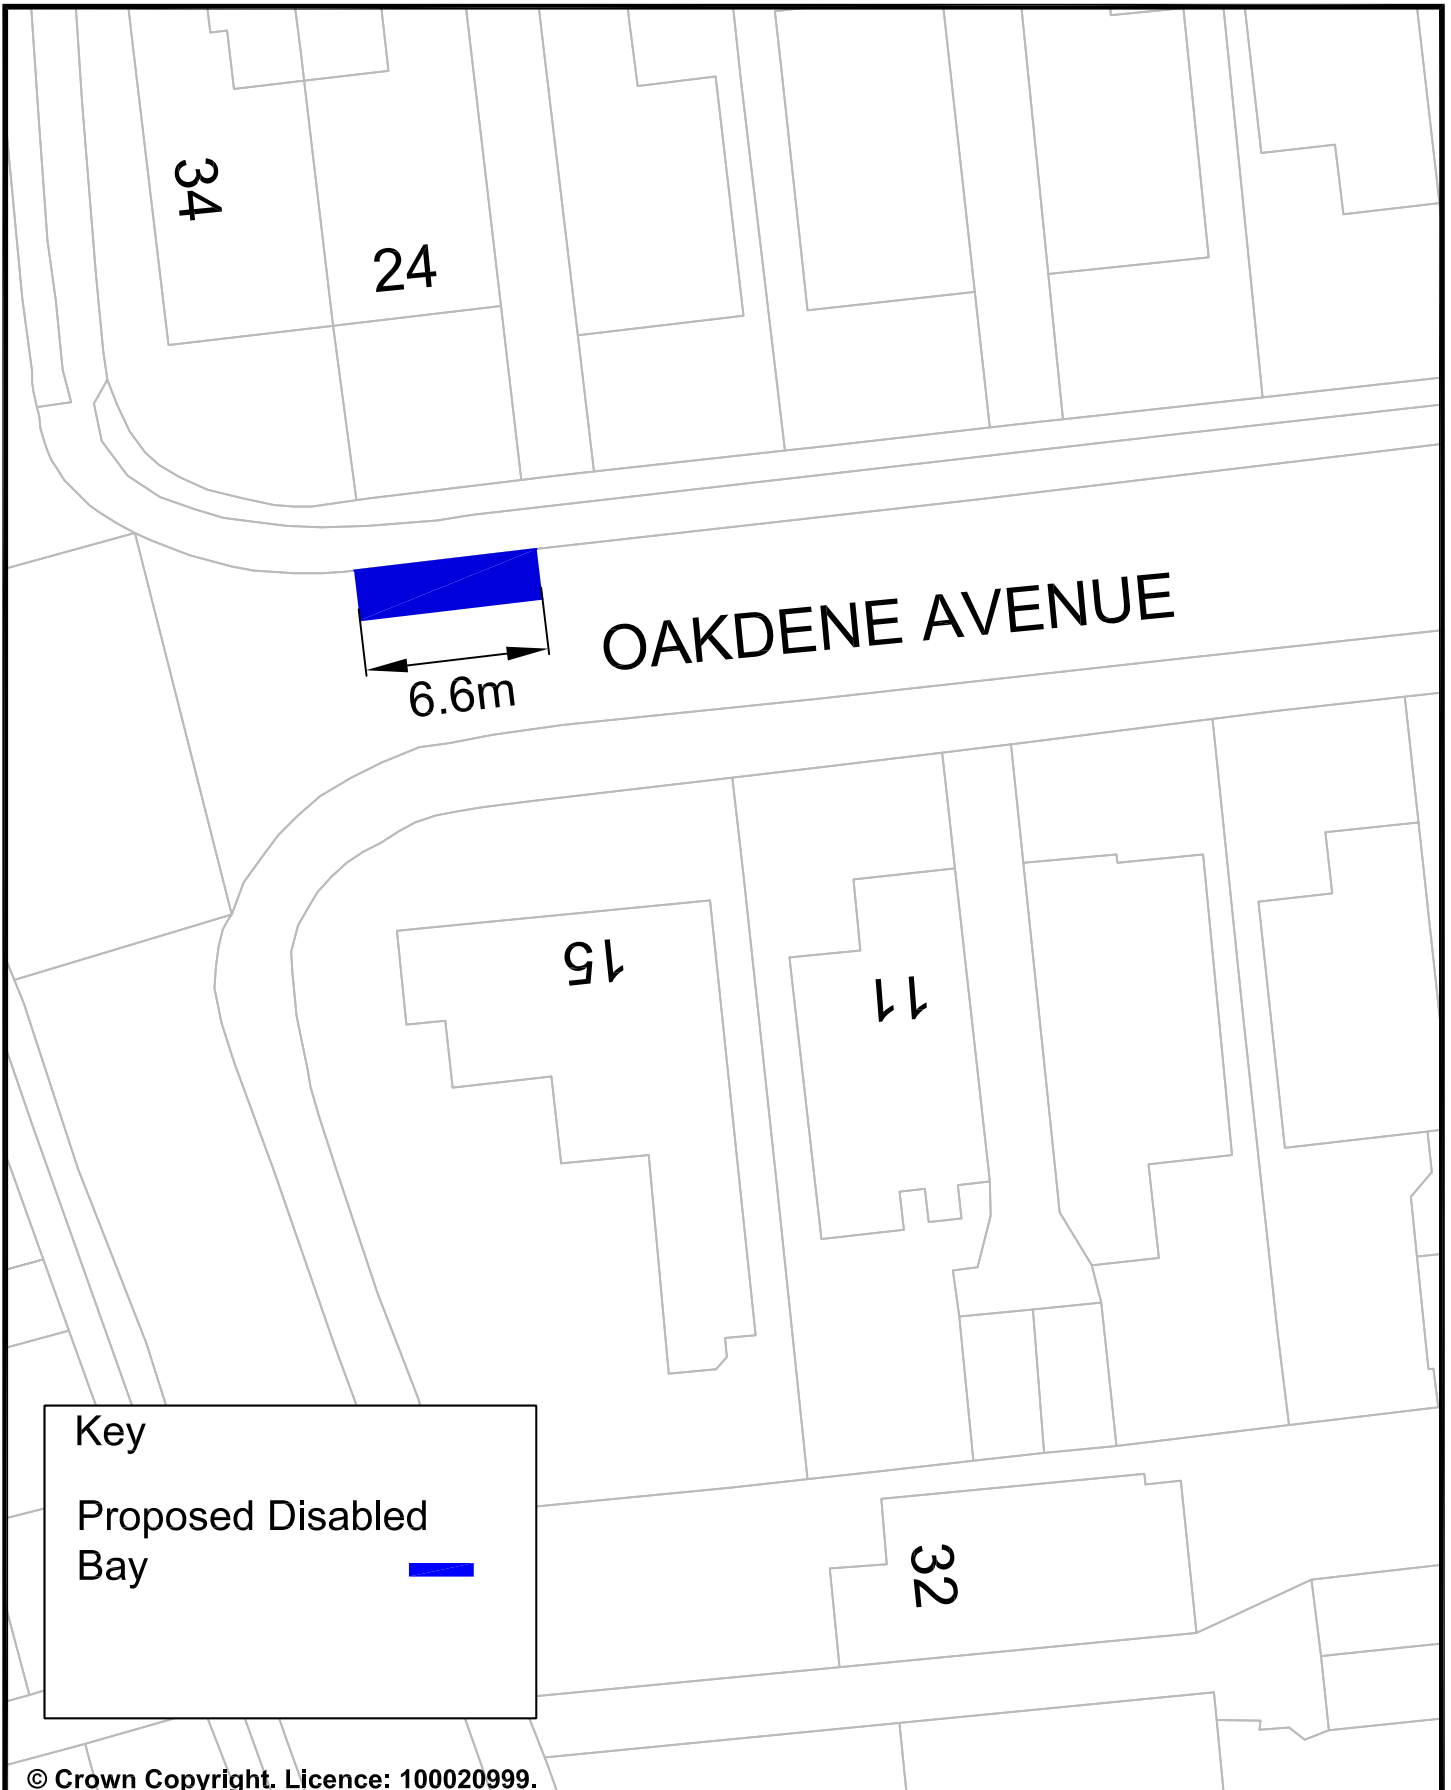 34
24
OAKDENE AVENUE
6.6m
15
11
Key
Proposed Disabled
Bay
32
© Crown Copyright. Licence: 100020999.